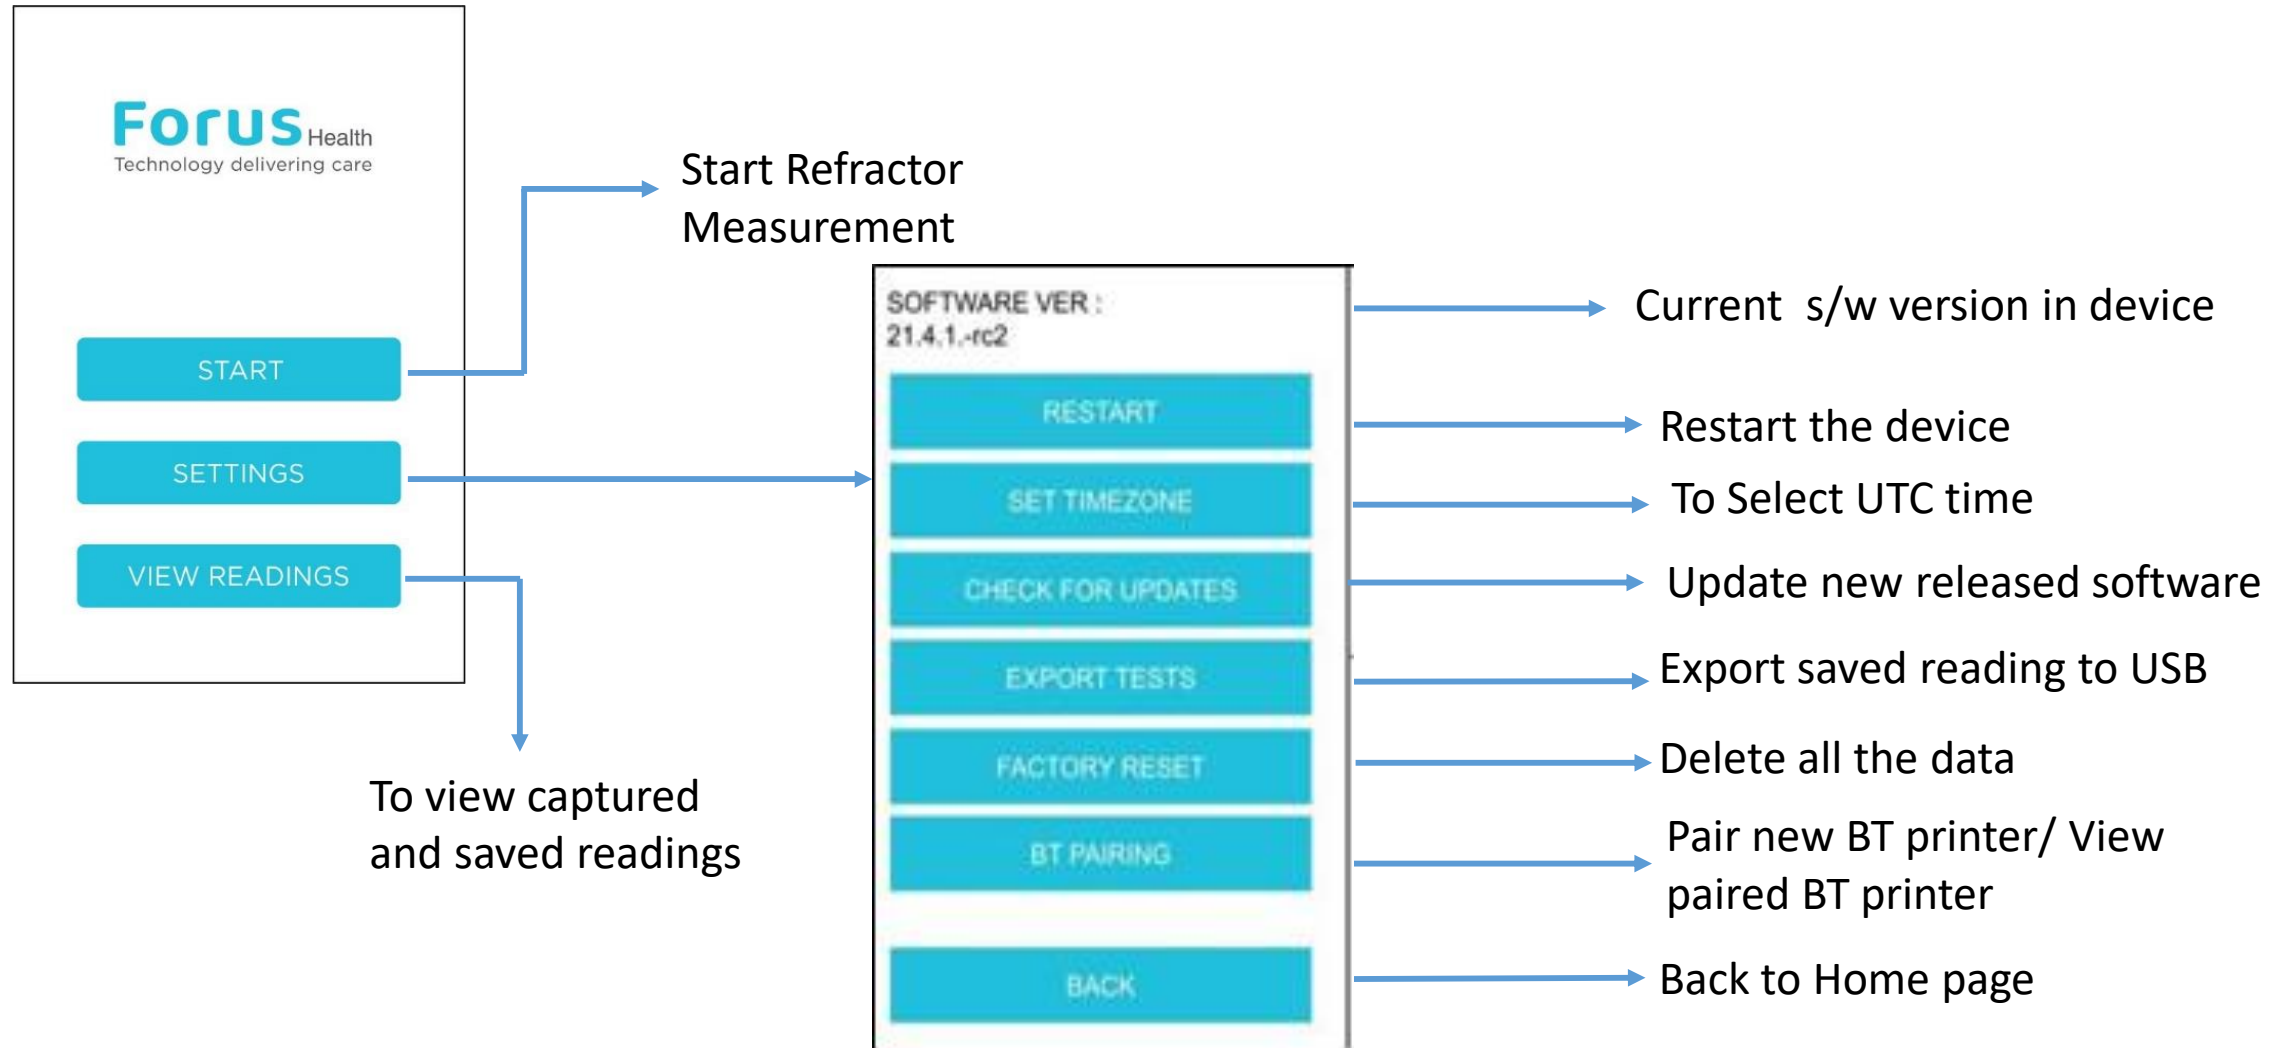 Forus Health
Technology delivering care
START
SETTINGS
VIEW READINGS
Start Refractor
Measurement
To view captured
and saved readings
SOFTWARE VER :
21.4.1.-rc2
RESTART
SET TIMEZONE
CHECK FOR UPDATES
EXPORT TESTS
FACTORY RESET
BT PAIRING
BACK
Current s/w version in device
Restart the device
To Select UTC time
Update new released software
Export saved reading to USB
Delete all the data
Pair new BT printer/ View
paired BT printer
Back to Home page